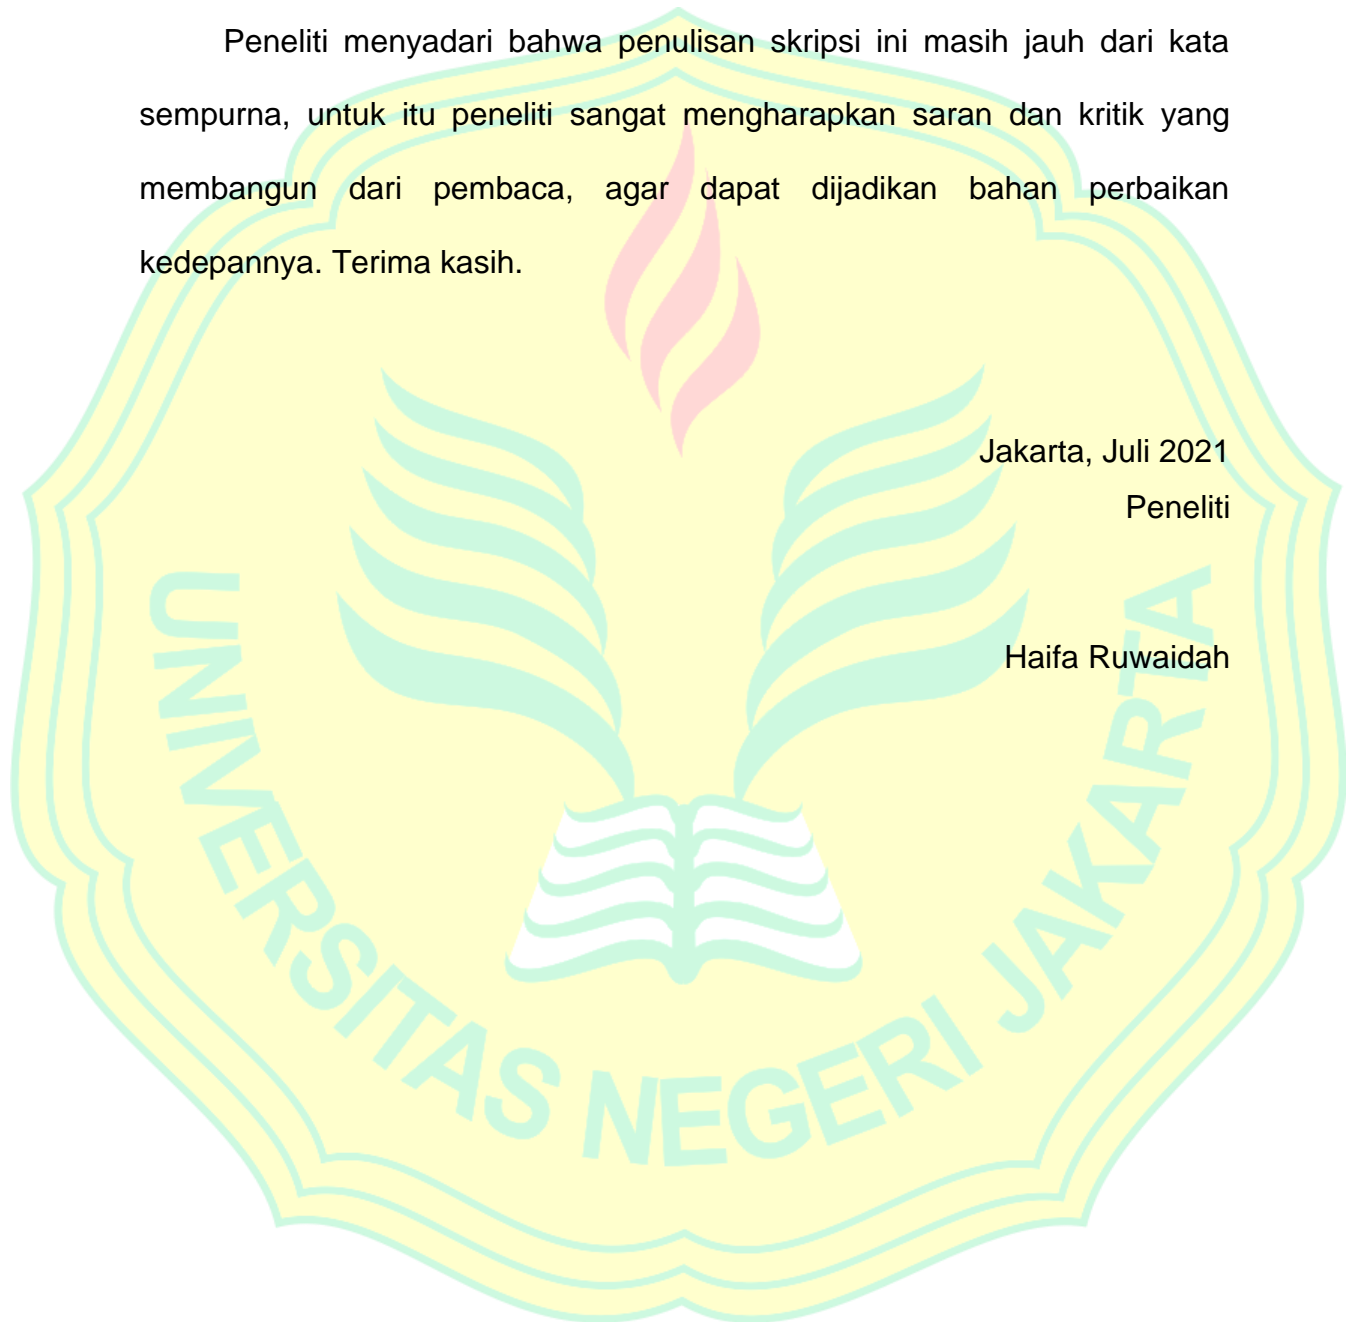 Peneliti menyadari bahwa penulisan skripsi ini masih jauh dari kata
sempurna, untuk itu peneliti sangat mengharapkan saran dan kritik yang
membangun dari pembaca, agar dapat dijadikan bahan perbaikan
kedepannya. Terima kasih.
Jakarta, Juli 2021
Peneliti
Haifa Ruwaidah
UNIVERSITAS NEGERI JAKARTA